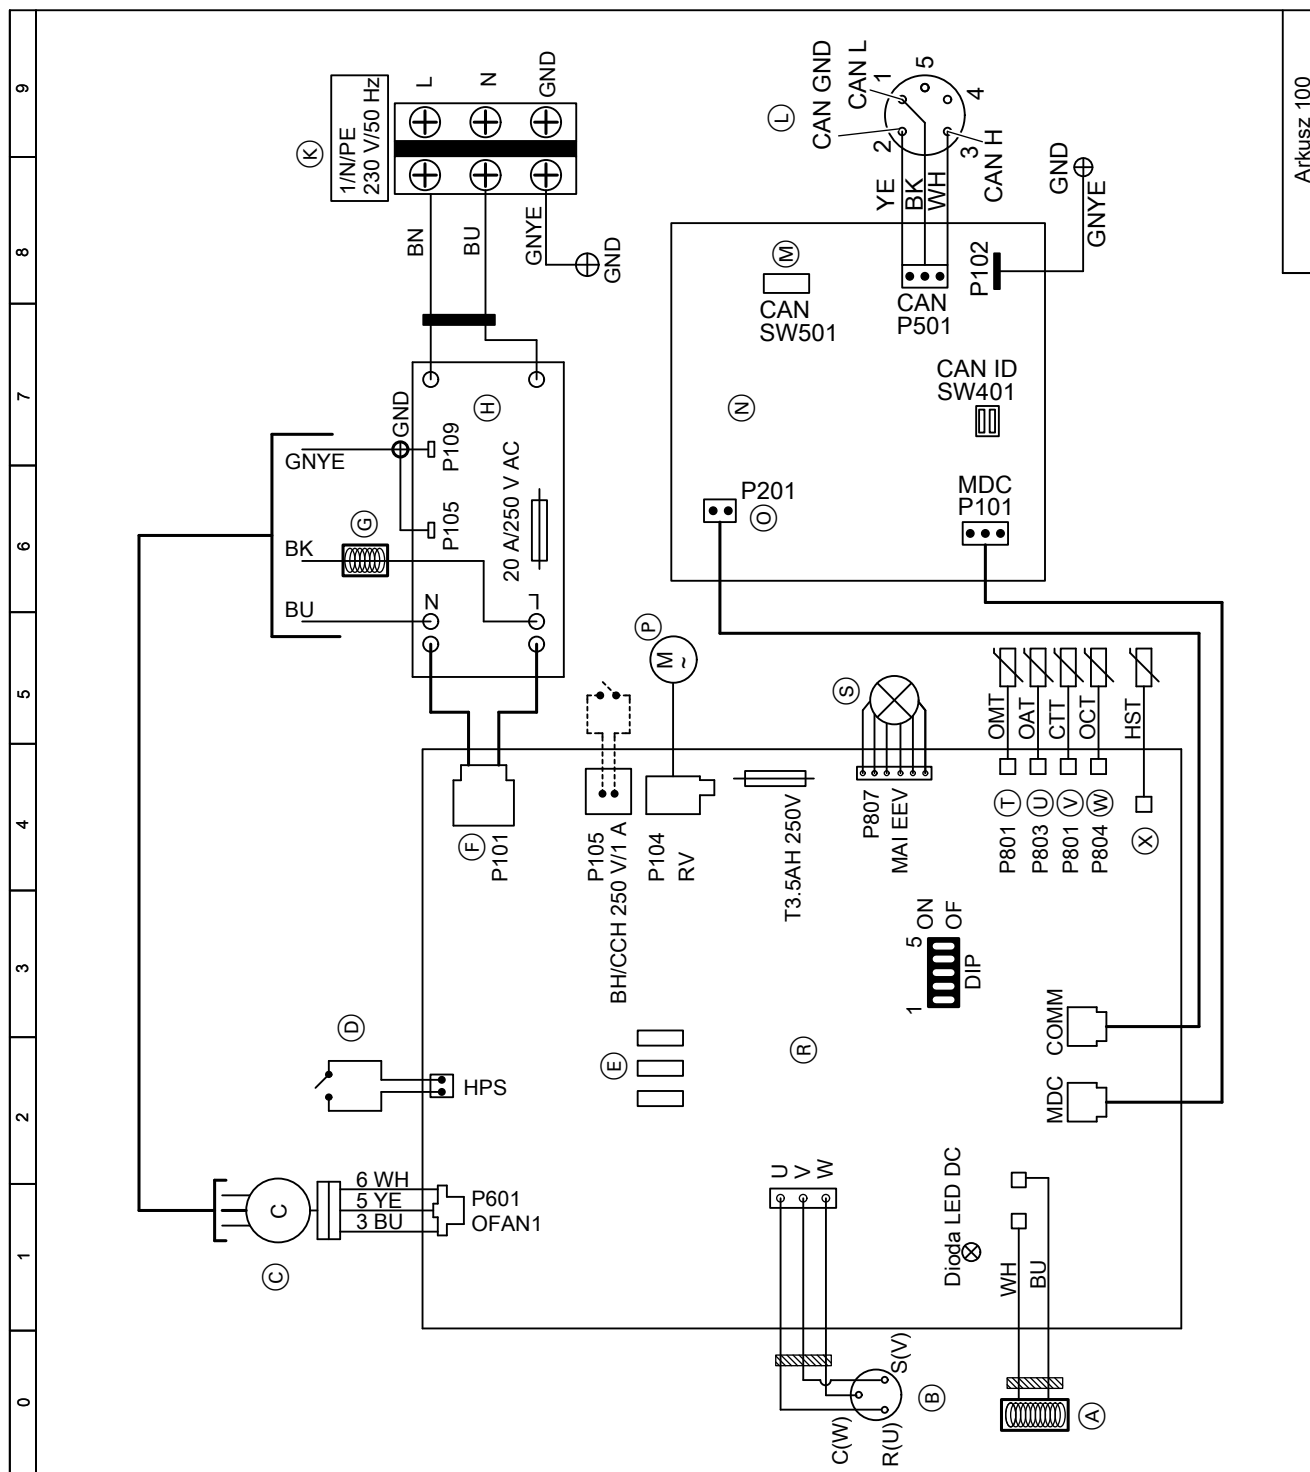 9
8
7
6
5
4
3
2
1
0
Arkusz 100
K
1/N/PE
230 V/50 Hz
L
N
GND
BN
BU
GNYE
GND
L
CAN GND
CAN L
1
2
3
4
5
CAN H
YE
BK
WH
GND
GNYE
P102
M
CAN
SW501
CAN
P501
CAN ID
SW401
N
MDC
P101
P201
O
H
GND
P109
P105
20 A/250 V AC
N
L
GNYE
BK
BU
G
P
M
~
S
OMT
OAT
CTT
OCT
HST
F
P101
P105
BH/CCH 250 V/1 A
P104
RV
T3.5AH 250V
P807
MAI EEV
P801 T
P803 U
P801 V
P804 W
X
1
5
ON
OF
DIP
D
HPS
E
R
COMM
MDC
C
C
6 WH
5 YE
3 BU
P601
OFAN1
U
V
W
Dioda LED DC
WH
BU
C(W)
R(U)
S(V)
B
A